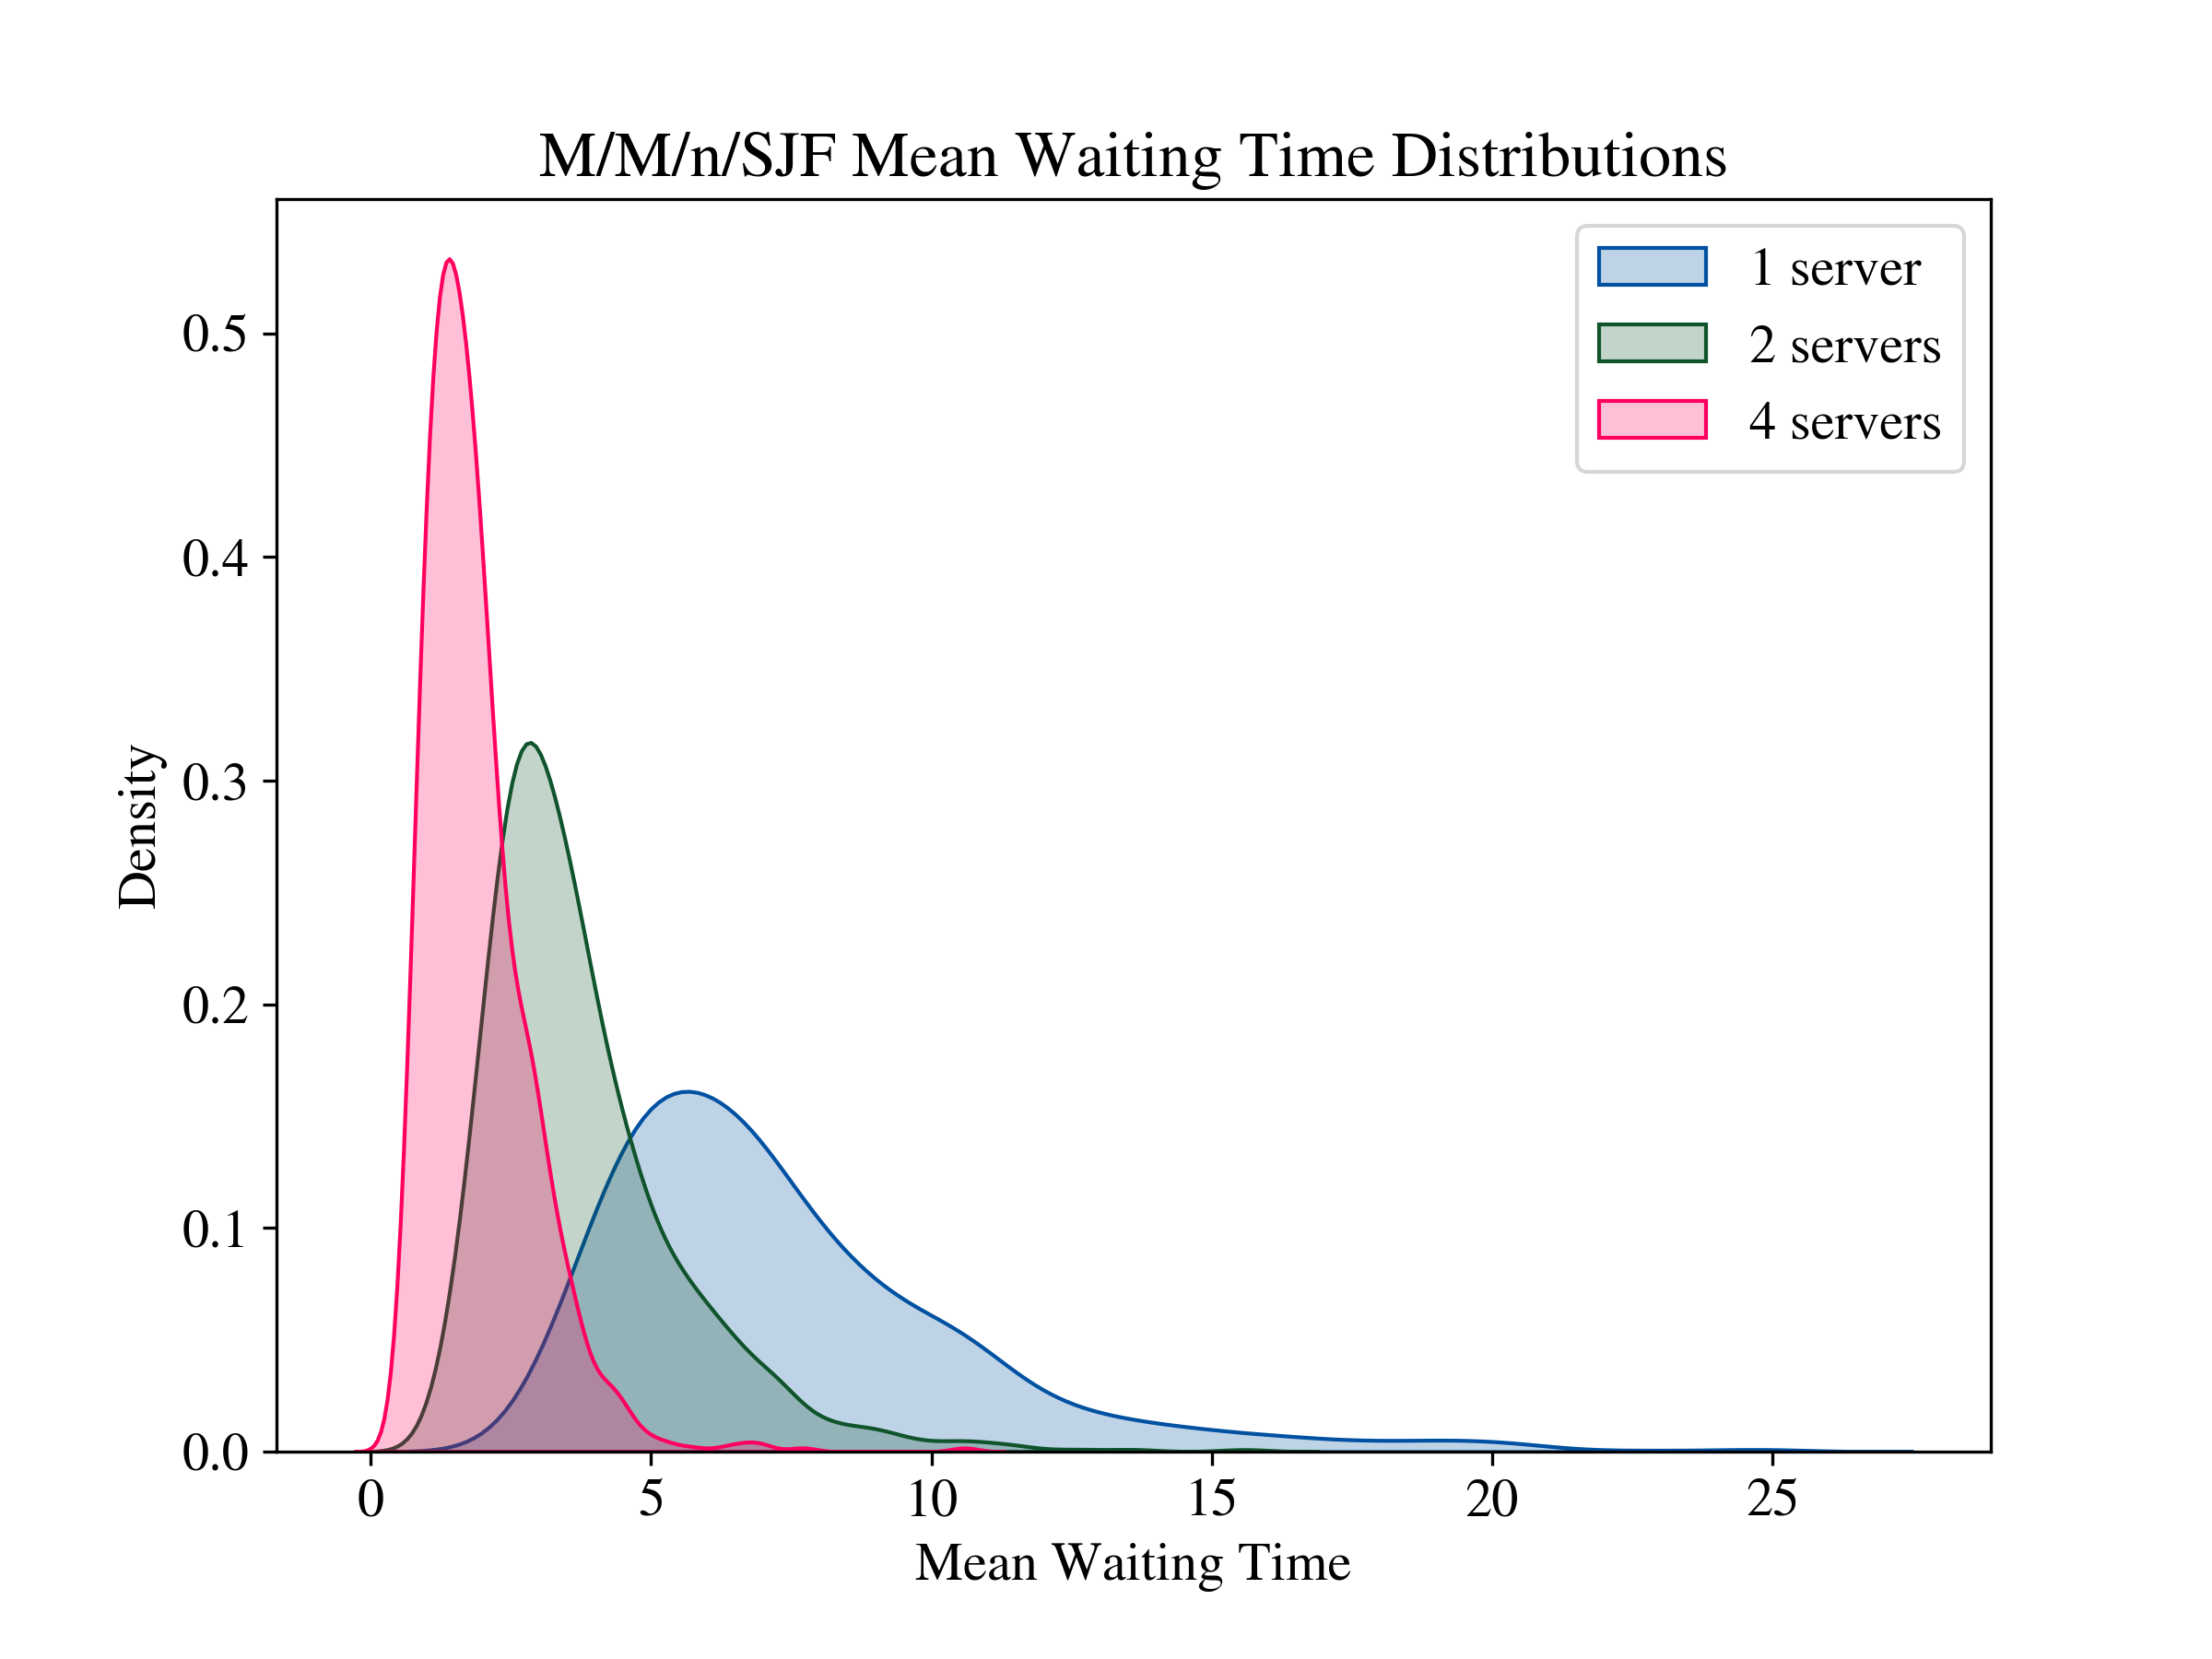 M/M/n/SJF Mean Waiting Time Distributions
1 server
2 servers
4 servers
Density
0.5
0.4
0.3
0.2
0.1
0.0
0 5 10 15 20 25
Mean Waiting Time